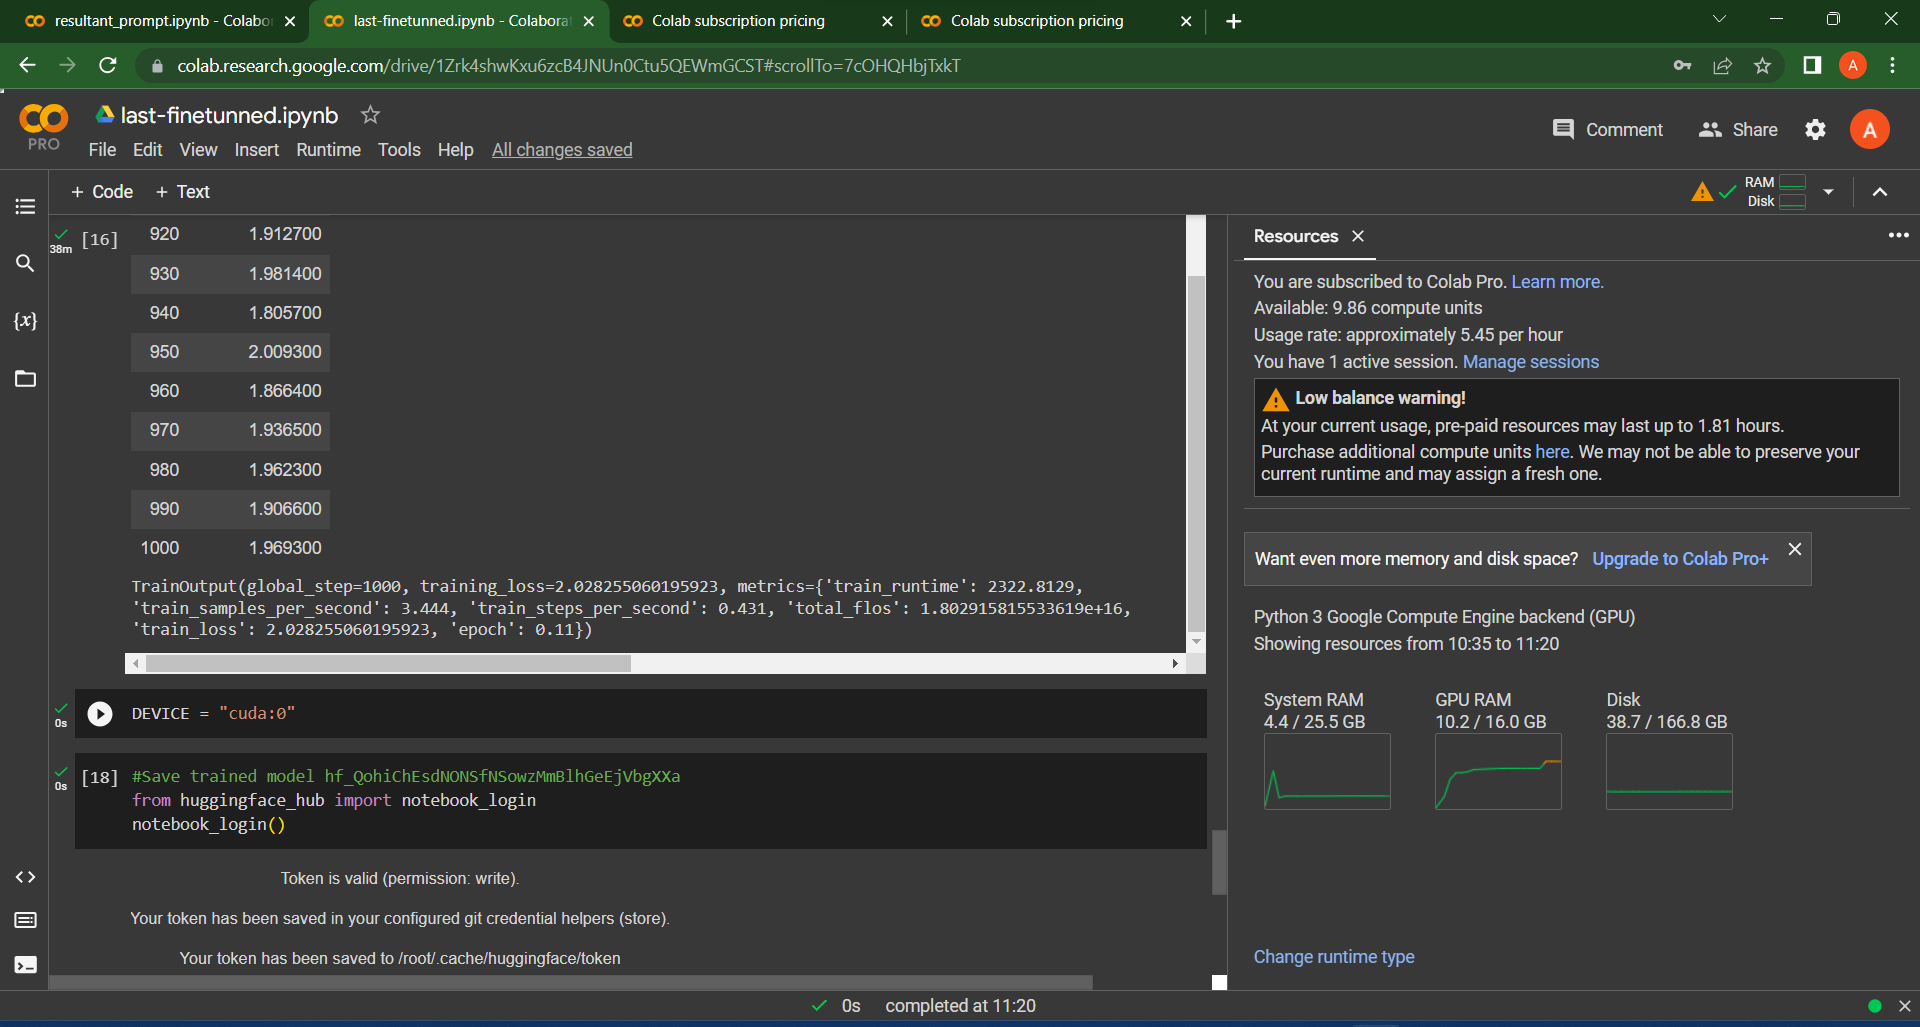 resultant_prompt.ipynb - Colabor
last-finetunned.ipynb - Colaborat
Colab subscription pricing
Colab subscription pricing
colab.research.google.com/drive/1Zrk4shwKxu6zcB4JNUn0Ctu5QEWmGCST#scrollTo=7cOHQHbjTxkT
A
PRO
last-finetunned.ipynb
File Edit View Insert Runtime Tools Help All changes saved
Comment
Share
A
+ Code + Text
RAM
Disk
38m
[16]
920 1.912700
930 1.981400
940 1.805700
950 2.009300
960 1.866400
970 1.936500
980 1.962300
990 1.906600
1000 1.969300
TrainOutput(global_step=1000, training_loss=2.028255060195923, metrics={'train_runtime': 2322.8129,
'train_samples_per_second': 3.444, 'train_steps_per_second': 0.431, 'total_flos': 1.802915815533619e+16,
'train_loss': 2.028255060195923, 'epoch': 0.11})
0s
DEVICE = "cuda:0"
0s
[18]
#Save trained model 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
from huggingface_hub import notebook_login
notebook_login()
Token is valid (permission: write).
Your token has been saved in your configured git credential helpers (store).
Your token has been saved to /root/.cache/huggingface/token
Resources
You are subscribed to Colab Pro. Learn more.
Available: 9.86 compute units
Usage rate: approximately 5.45 per hour
You have 1 active session. Manage sessions
Low balance warning!
At your current usage, pre-paid resources may last up to 1.81 hours.
Purchase additional compute units here. We may not be able to preserve your
current runtime and may assign a fresh one.
Want even more memory and disk space? Upgrade to Colab Pro+
Python 3 Google Compute Engine backend (GPU)
Showing resources from 10:35 to 11:20
System RAM
4.4 / 25.5 GB
GPU RAM
10.2 / 16.0 GB
Disk
38.7 / 166.8 GB
Change runtime type
0s completed at 11:20